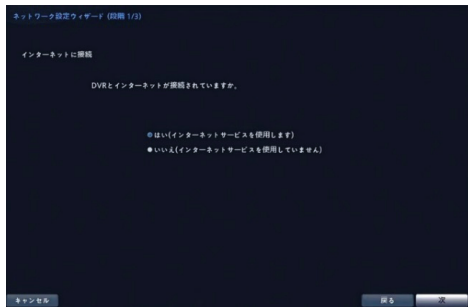 ネットワーク設定ウィザード (段階 1/3)
インターネットに接続
DVRとインターネットが接続されていますか。
はい(インターネットサービスを使用します)
いいえ(インターネットサービスを使用していません)
キャンセル
戻る
次